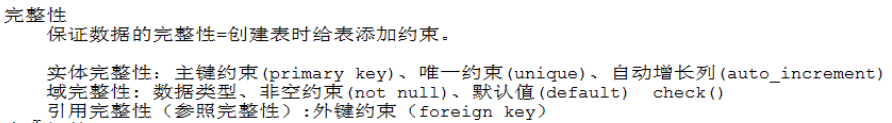 完整性
保证数据的完整性=创建表时给表添加约束。
实体完整性：主键约束(primary key)、唯一约束(unique)、自动增长列(auto_increment)
域完整性：数据类型、非空约束(not null)、默认值(default)  check()
引用完整性（参照完整性）:外键约束（foreign key）